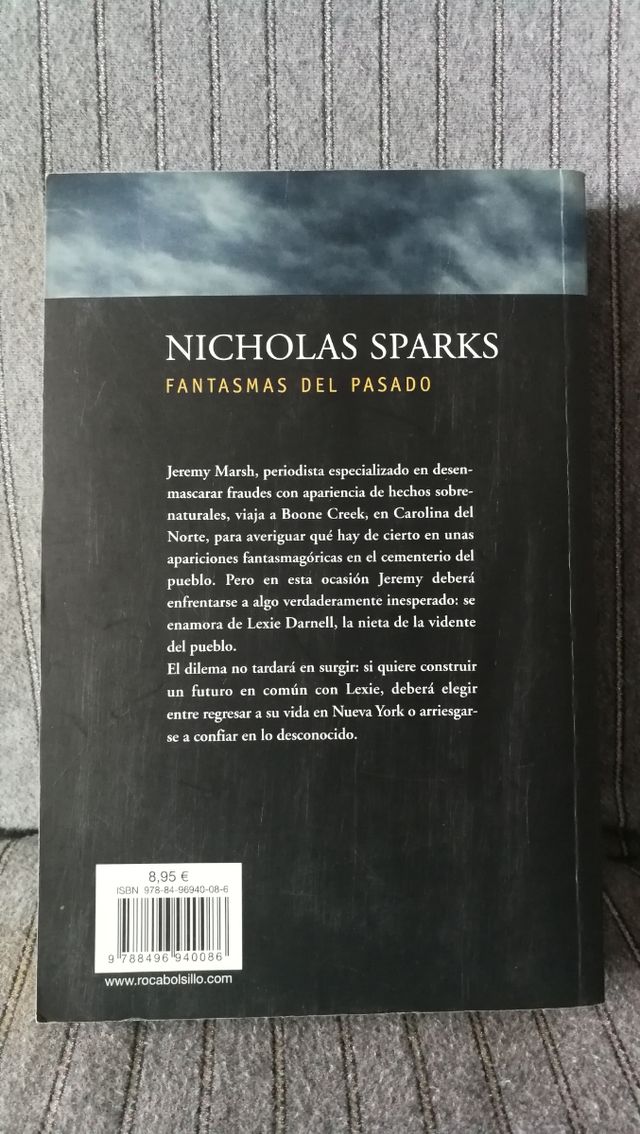 NICHOLAS SPARKS
FANTASMAS DEL PASADO
Jeremy Marsh, periodista especializado en desen-
mascarar fraudes con apariencia de hechos sobre-
naturales, viaja a Boone Creek, en Carolina del
Norte, para averiguar qué hay de cierto en unas
apariciones fantasmagóricas en el cementerio del
pueblo. Pero en esta ocasión Jeremy deberá
enfrentarse a algo verdaderamente inesperado: se
enamora de Lexie Darnell, la nieta de la vidente
del pueblo.
El dilema no tardará en surgir: si quiere construir
un futuro en común con Lexie, deberá elegir
entre regresar a su vida en Nueva York o arriesgar-
se a confiar en lo desconocido.
8,95 €
ISBN 978-84-96940-08-6
9 788496 940086
www.rocabolsillo.com